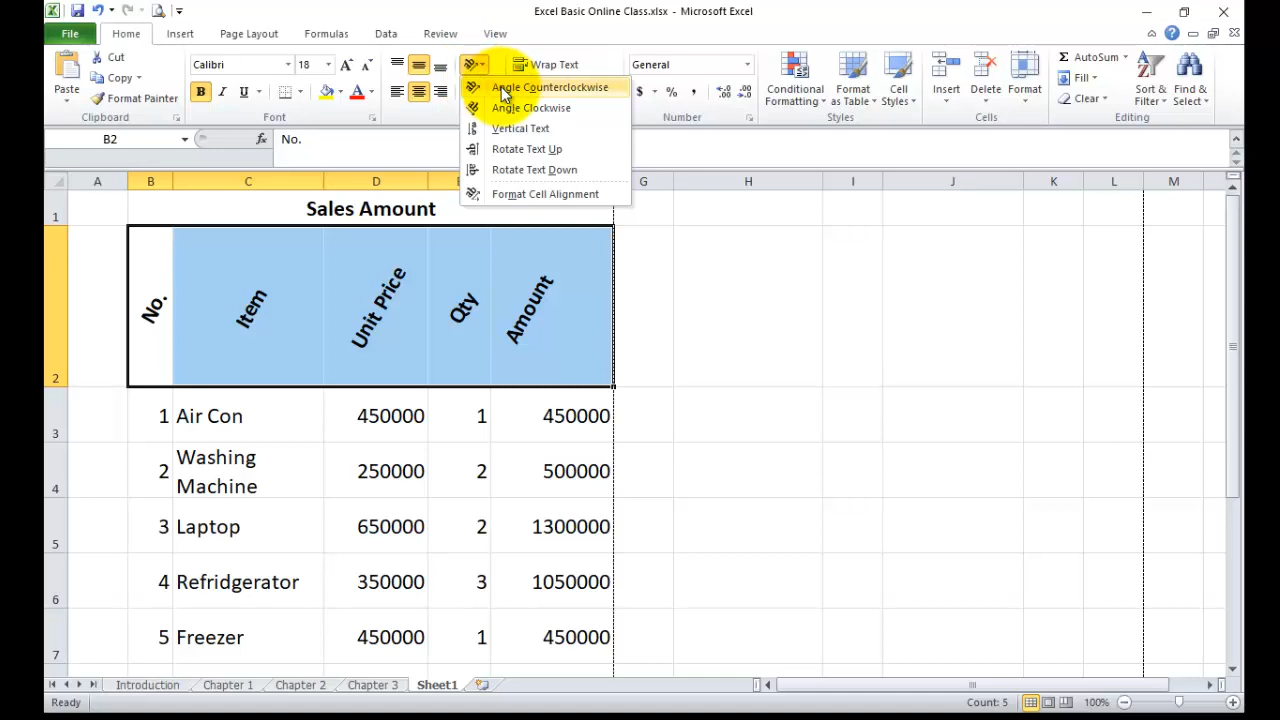 Excel Basic Online Class.xlsx - Microsoft Excel
File Home Insert Page Layout Formulas Data Review View
Cut
Copy
Format Painter
Paste
Clipboard
Calibri 18
B I U
Font
Wrap Text
General
$ % ,
Number
Conditional Formatting
Format as Table
Cell Styles
Styles
Insert Delete Format
Cells
AutoSum
Fill
Clear
Sort & Filter
Find & Select
Editing
Angle Counterclockwise
Angle Clockwise
Vertical Text
Rotate Text Up
Rotate Text Down
Format Cell Alignment
B2 fx No.
A B C D G H I J K L M
1 Sales Amount
2 No. Item Unit Price Qty Amount
3 1 Air Con 450000 1 450000
4 2 Washing Machine 250000 2 500000
5 3 Laptop 650000 2 1300000
6 4 Refridgerator 350000 3 1050000
7 5 Freezer 450000 1 450000
Introduction Chapter 1 Chapter 2 Chapter 3 Sheet1
Ready Count: 5 100%